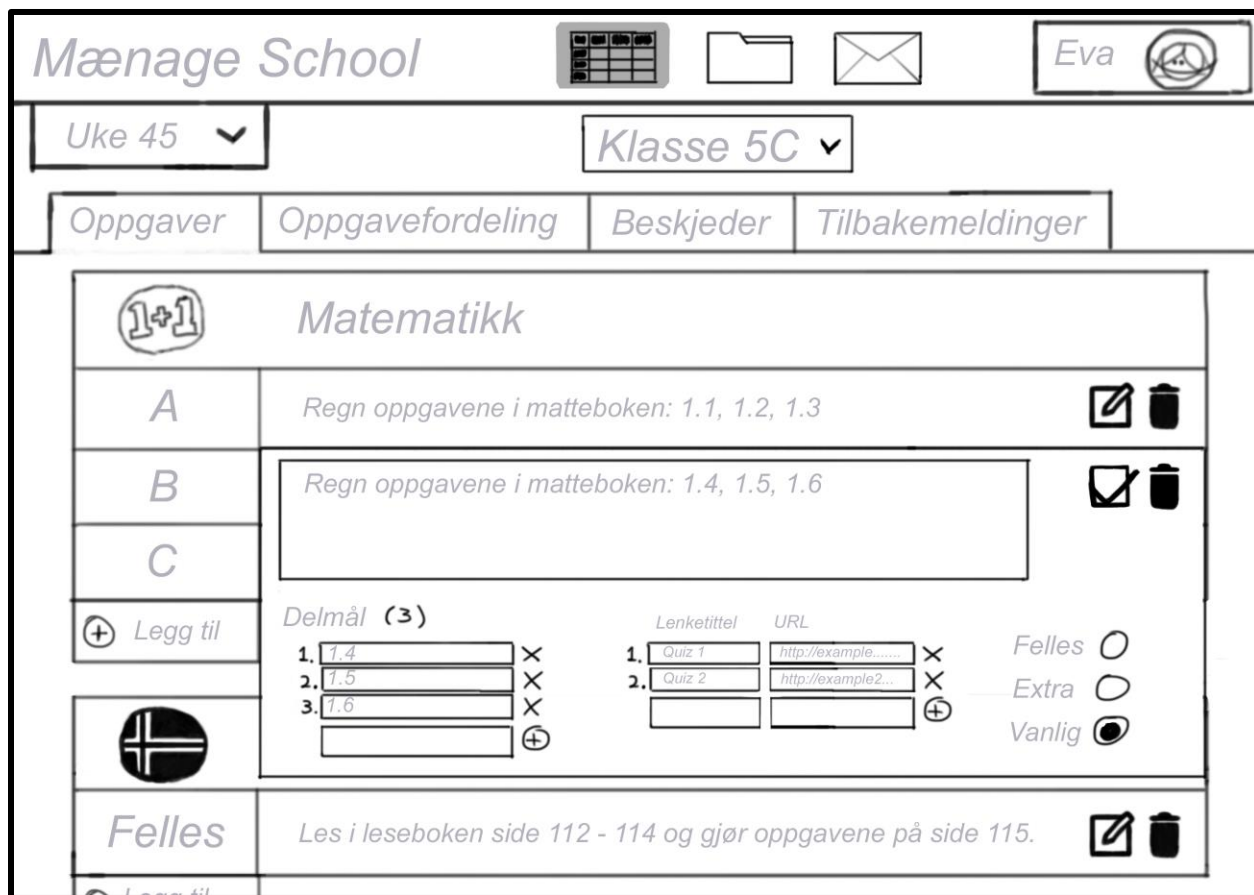 Mænage School
Eva
Uke 45
Klasse 5C
Oppgaver
Oppgavefordeling
Beskjeder
Tilbakemeldinger
1+1
Matematikk
A
Regn oppgavene i matteboken: 1.1, 1.2, 1.3
B
Regn oppgavene i matteboken: 1.4, 1.5, 1.6
C
Legg til
Delmål (3)
1. 1.4
2. 1.5
3. 1.6
Lenketittel URL
1. Quiz 1 http://example.......
2. Quiz 2 http://example2...
Felles
Extra
Vanlig
Felles
Les i leseboken side 112 - 114 og gjør oppgavene på side 115.
Legg til